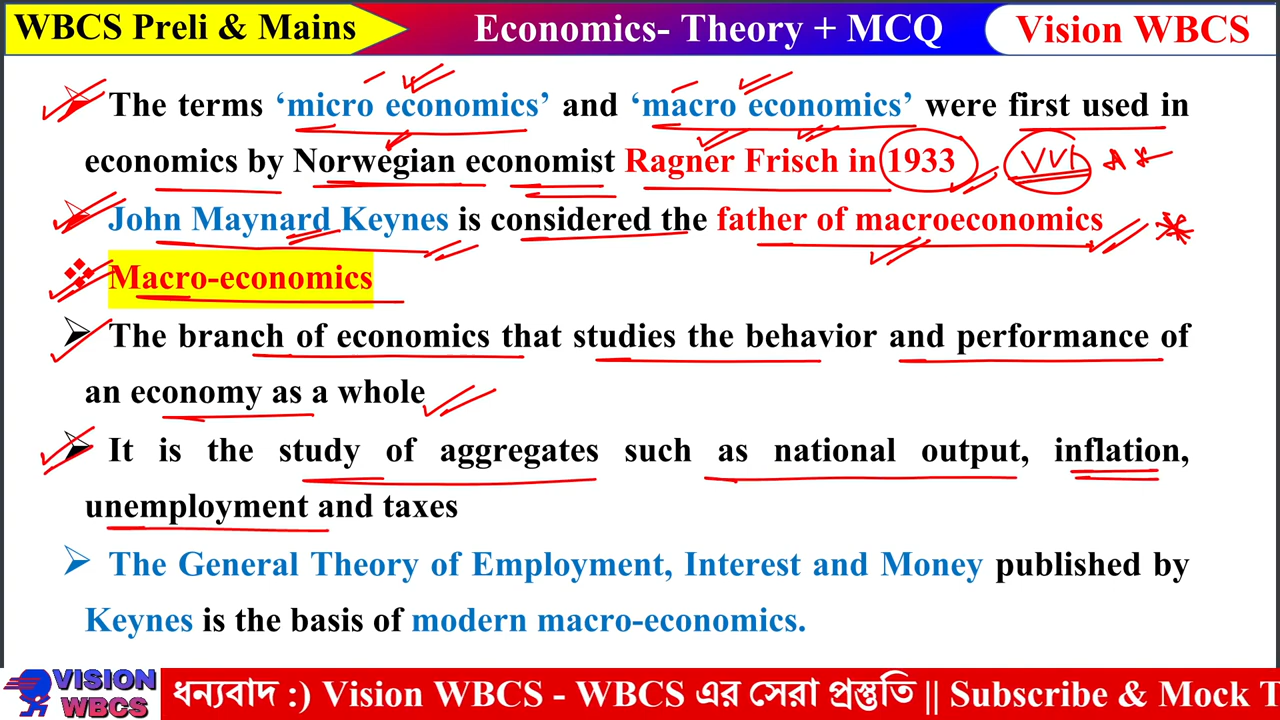 WBCS Preli & Mains
Economics- Theory + MCQ
Vision WBCS
The terms ‘micro economics’ and ‘macro economics’ were first used in
economics by Norwegian economist Ragner Frisch in 1933 VVI
John Maynard Keynes is considered the father of macroeconomics
Macro-economics
The branch of economics that studies the behavior and performance of
an economy as a whole
It is the study of aggregates such as national output, inflation,
unemployment and taxes
The General Theory of Employment, Interest and Money published by
Keynes is the basis of modern macro-economics.
VISION
WBCS
ধন্যবাদ :) Vision WBCS - WBCS এর সেরা প্রস্তুতি || Subscribe & Mock T